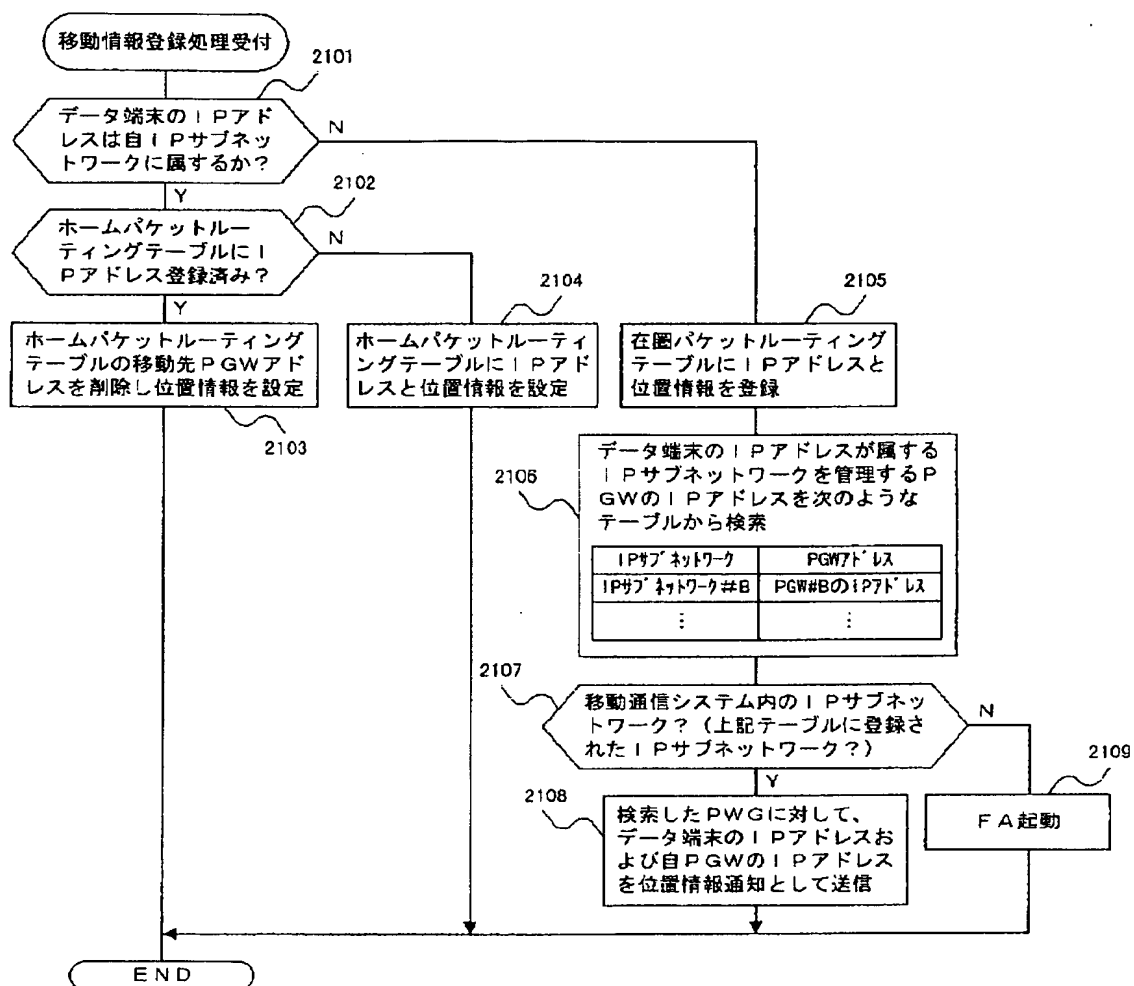 移動情報登録処理受付
2101
データ端末のIPアド
レスは自IPサブネッ
トワークに属するか?
N
Y
2102
ホームパケットルー
ティングテーブルにI
Pアドレス登録済み?
N
Y
ホームパケットルーティング
テーブルの移動先PGWアド
レスを削除し位置情報を設定
2103
2104
ホームパケットルーティ
ングテーブルにIPアド
レスと位置情報を設定
2105
在圏パケットルーティング
テーブルにIPアドレスと
位置情報を登録
2106
データ端末のIPアドレスが属する
IPサブネットワークを管理するP
GWのIPアドレスを次のような
テーブルから検索
IPサブネットワーク PGWアドレス
IPサブネットワーク#B PGW#BのIPアドレス
⋮ ⋮
2107
移動通信システム内のIPサブネッ
トワーク?(上記テーブルに登録さ
れたIPサブネットワーク?)
N
Y
2108
検索したPWGに対して、
データ端末のIPアドレスお
よび自PGWのIPアドレス
を位置情報通知として送信
2109
FA起動
END